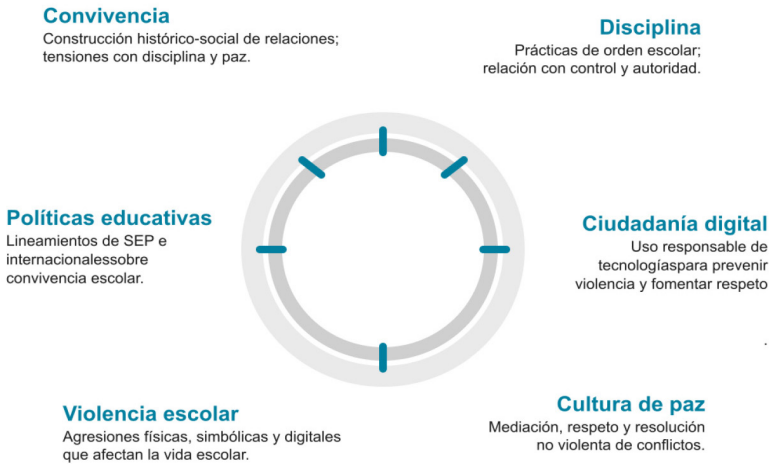 Convivencia
Construcción histórico-social de relaciones;
tensiones con disciplina y paz.
Disciplina
Prácticas de orden escolar;
relación con control y autoridad.
Políticas educativas
Lineamientos de SEP e
internacionalessobre
convivencia escolar.
Ciudadanía digital
Uso responsable de
tecnologíaspara prevenir
violencia y fomentar respeto
.
Violencia escolar
Agresiones físicas, simbólicas y digitales
que afectan la vida escolar.
Cultura de paz
Mediación, respeto y resolución
no violenta de conflictos.